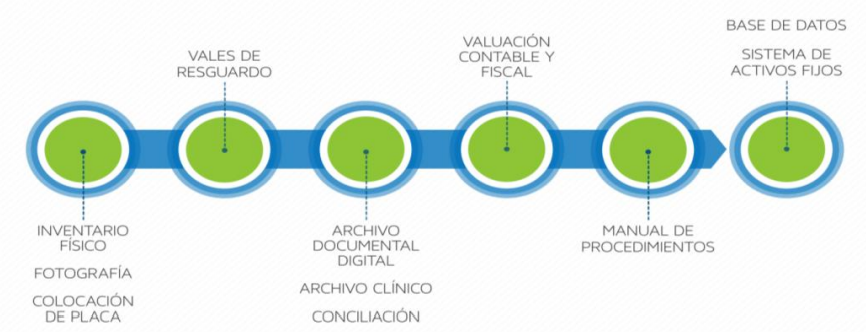 INVENTARIO
FÍSICO
FOTOGRAFÍA
COLOCACIÓN
DE PLACA
VALES DE
RESGUARDO
ARCHIVO
DOCUMENTAL
DIGITAL
ARCHIVO CLÍNICO
CONCILIACIÓN
VALUACIÓN
CONTABLE Y
FISCAL
MANUAL DE
PROCEDIMIENTOS
BASE DE DATOS
SISTEMA DE
ACTIVOS FIJOS